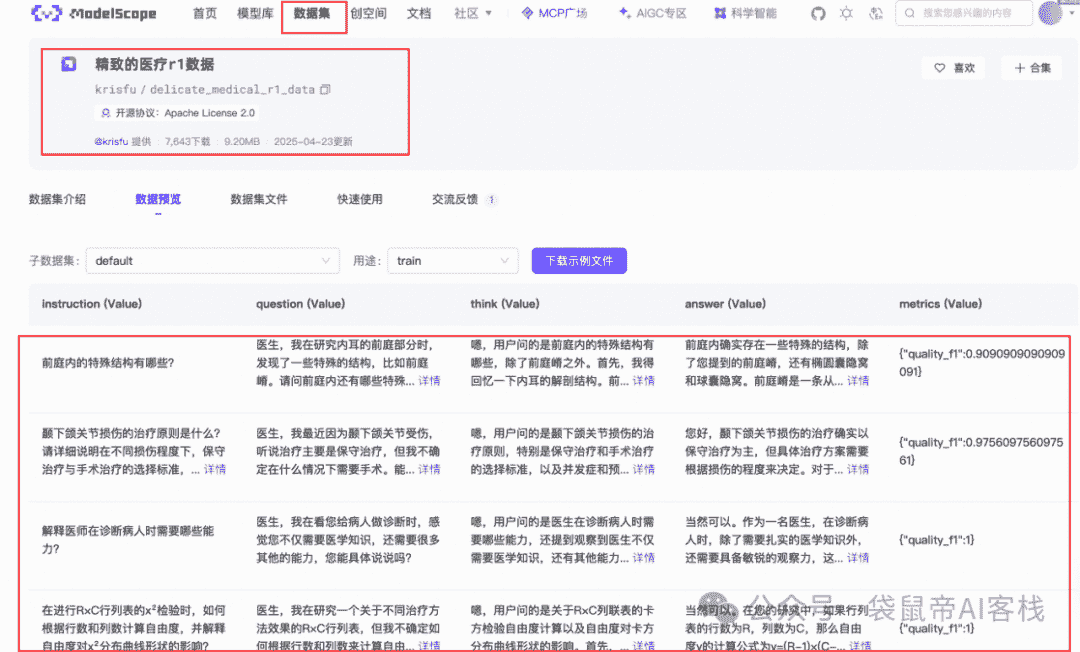 ModelScope 首页 模型库 数据集 创空间 文档 社区 MCP广场 AIGC专区 科学智能 搜索您感兴趣的内容
精致的医疗r1数据
krisfu / delicate_medical_r1_data
开源协议：Apache License 2.0
@krisfu 提供 7,643下载 9.20MB 2025-04-23更新
喜欢 合集
数据集介绍 数据预览 数据集文件 快速使用 交流反馈 1
子数据集： default 用途： train 下载示例文件
instruction (Value) question (Value) think (Value) answer (Value) metrics (Value)
前庭内的特殊结构有哪些?
医生，我在研究内耳的前庭部分时，
发现了一些特殊的结构，比如前庭
嵴。请问前庭内还有哪些特殊... 详情
嗯，用户问的是前庭内的特殊结构有
哪些，除了前庭嵴之外。首先，我得
回忆一下内耳的解剖结构。前... 详情
前庭内确实存在一些特殊的结构，除
了您提到的前庭嵴，还有椭圆囊隐窝
和球囊隐窝。前庭嵴是一条从... 详情
{"quality_f1":0.9090909090909
091}
颞下颌关节损伤的治疗原则是什么?
请详细说明在不同损伤程度下，保守
治疗与手术治疗的选择标准，... 详情
医生，我最近因为颞下颌关节受伤，
听说治疗主要是保守治疗，但我不确
定在什么情况下需要手术。能... 详情
嗯，用户问的是颞下颌关节损伤的治
疗原则，特别是保守治疗和手术治疗
的选择标准，以及并发症和预... 详情
您好，颞下颌关节损伤的治疗确实以
保守治疗为主，但具体治疗方案需要
根据损伤的程度来决定。对于... 详情
{"quality_f1":0.9756097560975
61}
解释医师在诊断病人时需要哪些能
力?
医生，我在看您给病人做诊断时，感
觉您不仅需要医学知识，还需要很多
其他的能力，您能具体说说吗?
嗯，用户问的是医生在诊断病人时需
要哪些能力，还提到观察到医生不仅
需要医学知识，还有其他能力... 详情
当然可以。作为一名医生，在诊断病
人时，除了需要扎实的医学知识外，
还需要具备敏锐的观察力，这... 详情
{"quality_f1":1}
在进行RxC行列表的x²检验时，如何
根据行数和列数计算自由度，并解释
自由度对x²分布曲线形状的影响?
医生，我在研究一个关于不同治疗方
法效果的RxC行列表，但我不确定如
何根据行数和列数来计算自由... 详情
嗯，用户问的是关于RxC列联表的卡
方检验自由度计算以及自由度对卡方
分布曲线形状的影响。首先，... 详情
当然可以。在您的研究中，如果行列
表的行数为R，列数为C，那么自由
度ν的计算公式为ν=(R-1)x(C-... 详情
{"quality_f1":1}
公众号 袋鼠帝AI客栈